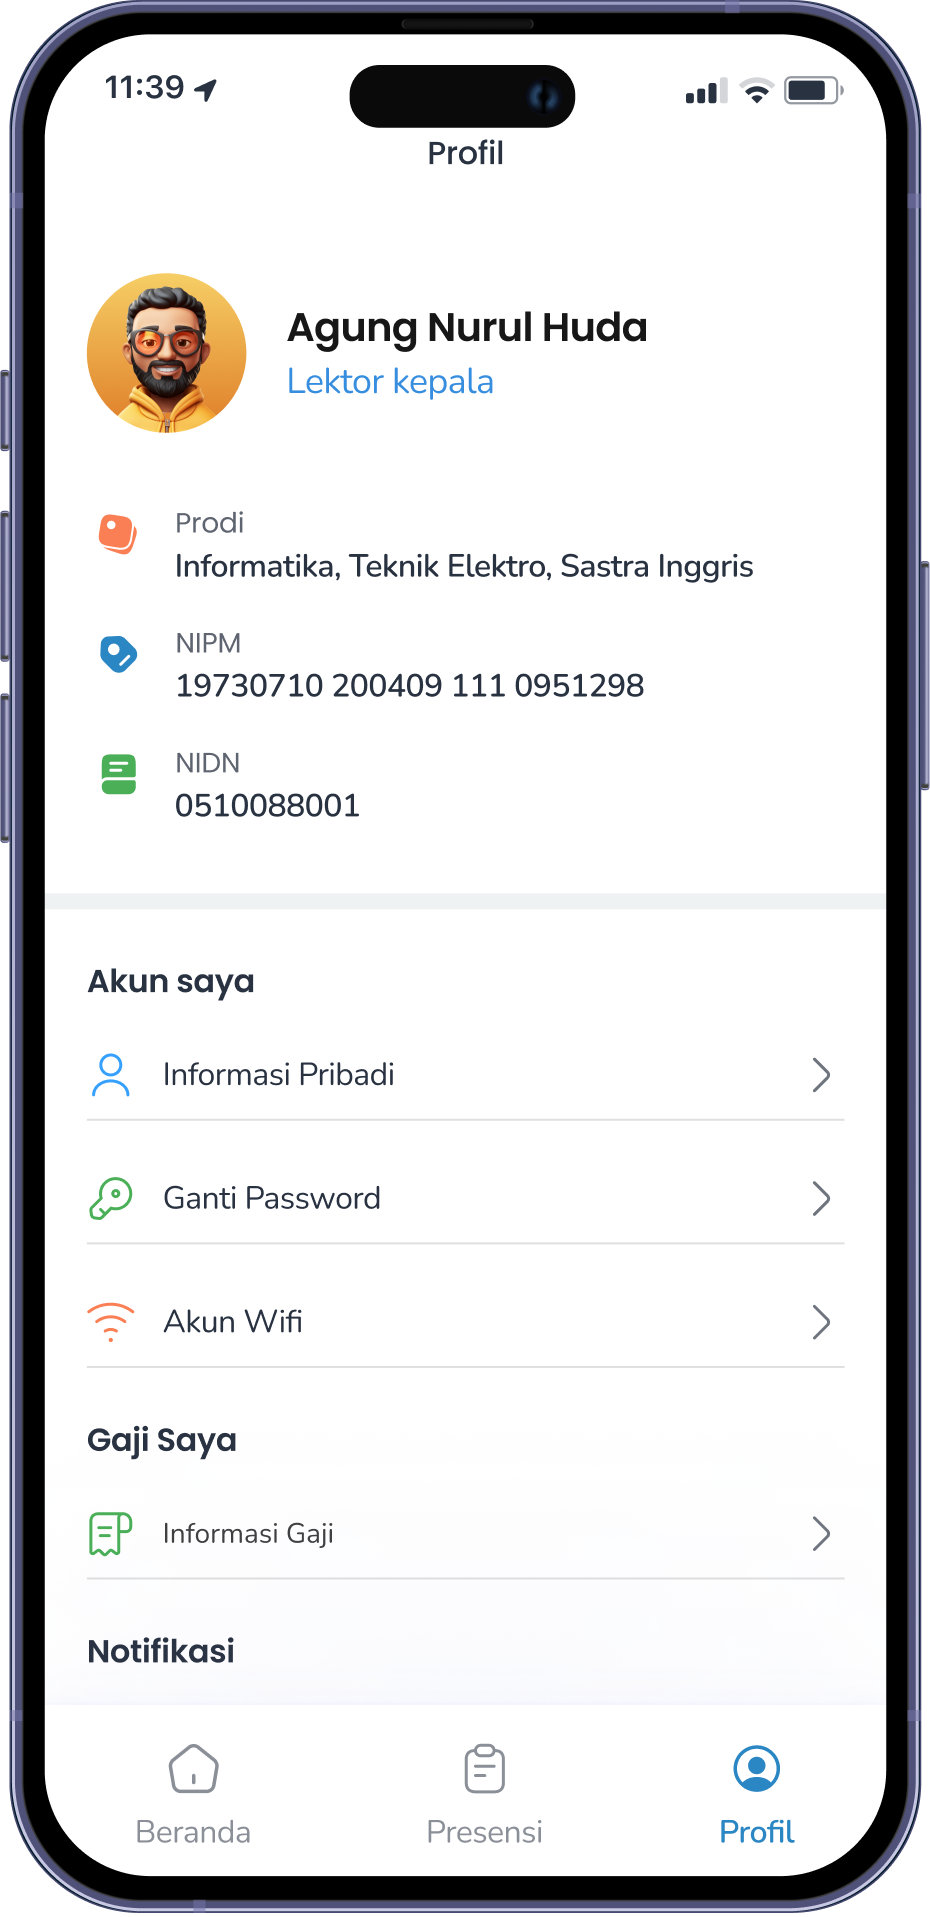 11:39
Profil
Agung Nurul Huda
Lektor kepala
Prodi
Informatika, Teknik Elektro, Sastra Inggris
NIPM
19730710 200409 111 0951298
NIDN
0510088001
Akun saya
Informasi Pribadi
Ganti Password
Akun Wifi
Gaji Saya
Informasi Gaji
Notifikasi
Beranda
Presensi
Profil